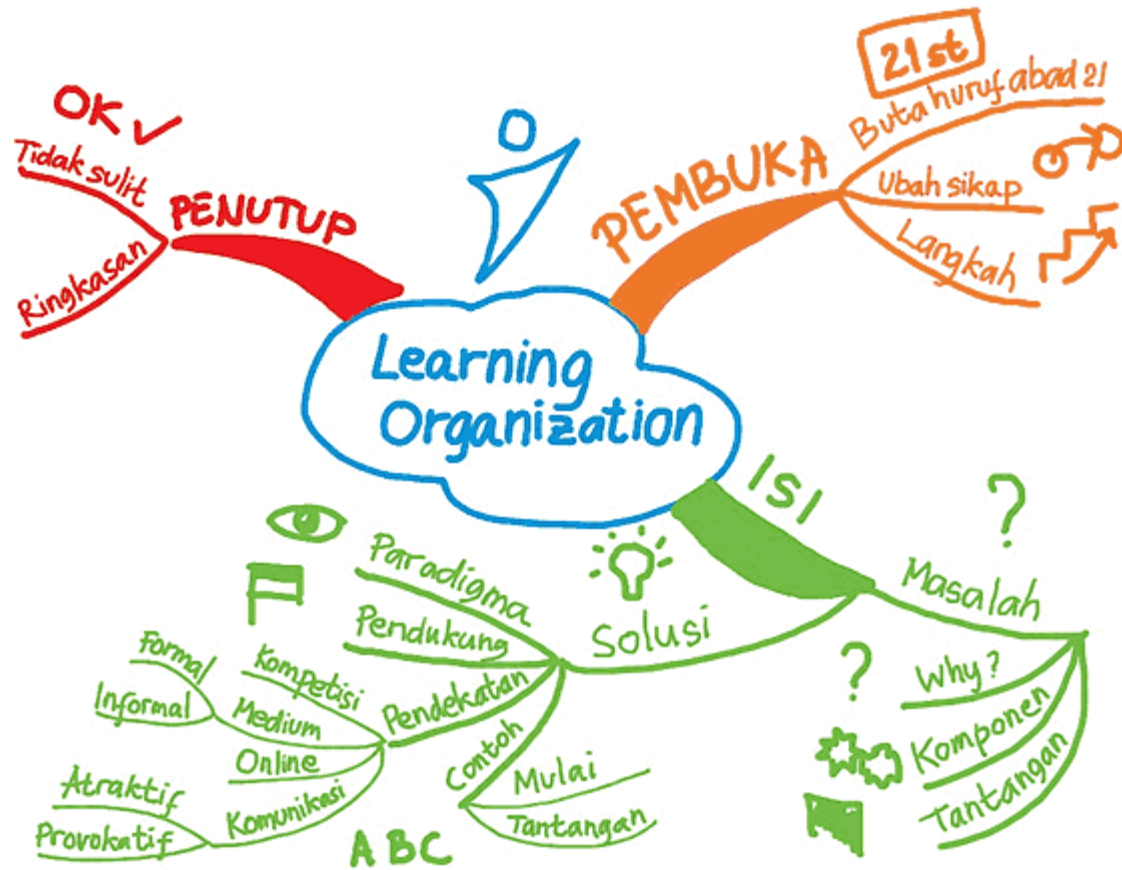 Learning
Organization
PEMBUKA
21st
Buta huruf abad 21
Ubah sikap
Langkah
ISI
Masalah
?
Why?
?
Komponen
Tantangan
Solusi
Paradigma
Pendukung
Pendekatan
Kompetisi
Medium
Formal
Informal
Online
Komunikasi
Atraktif
Provokatif
Contoh
Mulai
Tantangan
A B C
PENUTUP
OK
Tidak sulit
Ringkasan